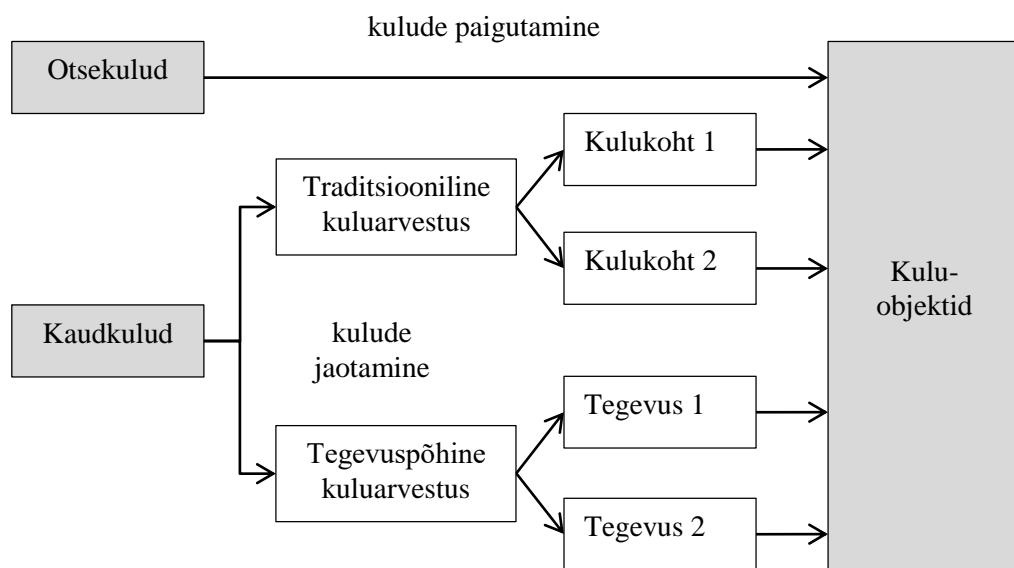 kulude paigutamine
Otsekulud
Kulukoht 1
Traditsiooniline
kuluarvestus
Kulukoht 2
Kulu-
objektid
Kaudkulud
kulude
jaotamine
Tegevus 1
Tegevuspõhine
kuluarvestus
Tegevus 2